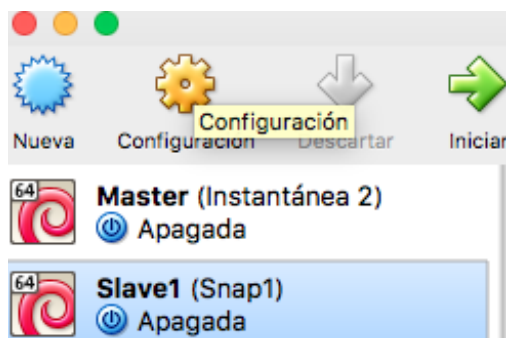 Nueva Configuración Descartar Iniciar
Configuración
64 Master (Instantánea 2)
Apagada
64 Slave1 (Snap1)
Apagada